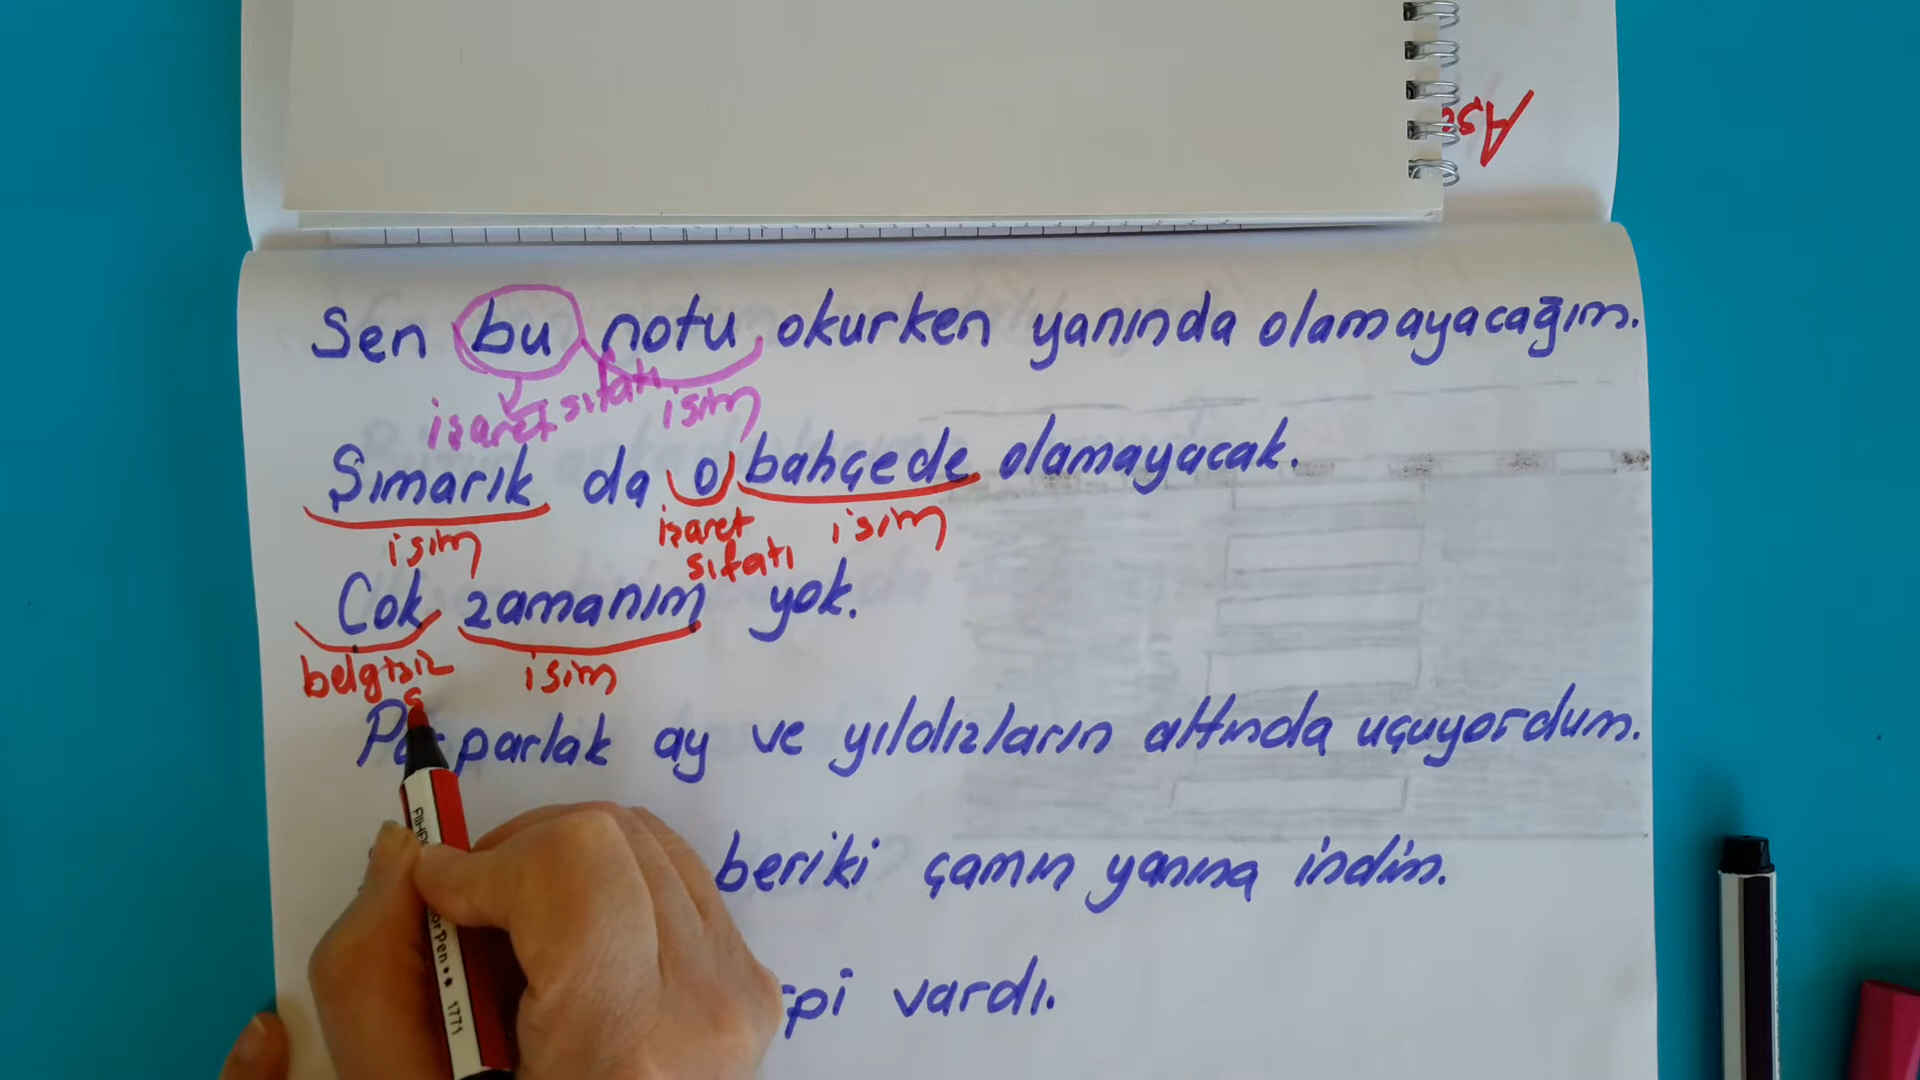 Sen bu notu okurken yanında olamayacağım.
işaret sıfatı isim
Şımarık da o bahçede olamayacak.
isim işaret sıfatı isim
Çok zamanım yok.
belgisiz isim
s
parlak ay ve yıldızların altında uçuyordum.
beriki çamın yanına indim.
vardı.
1771